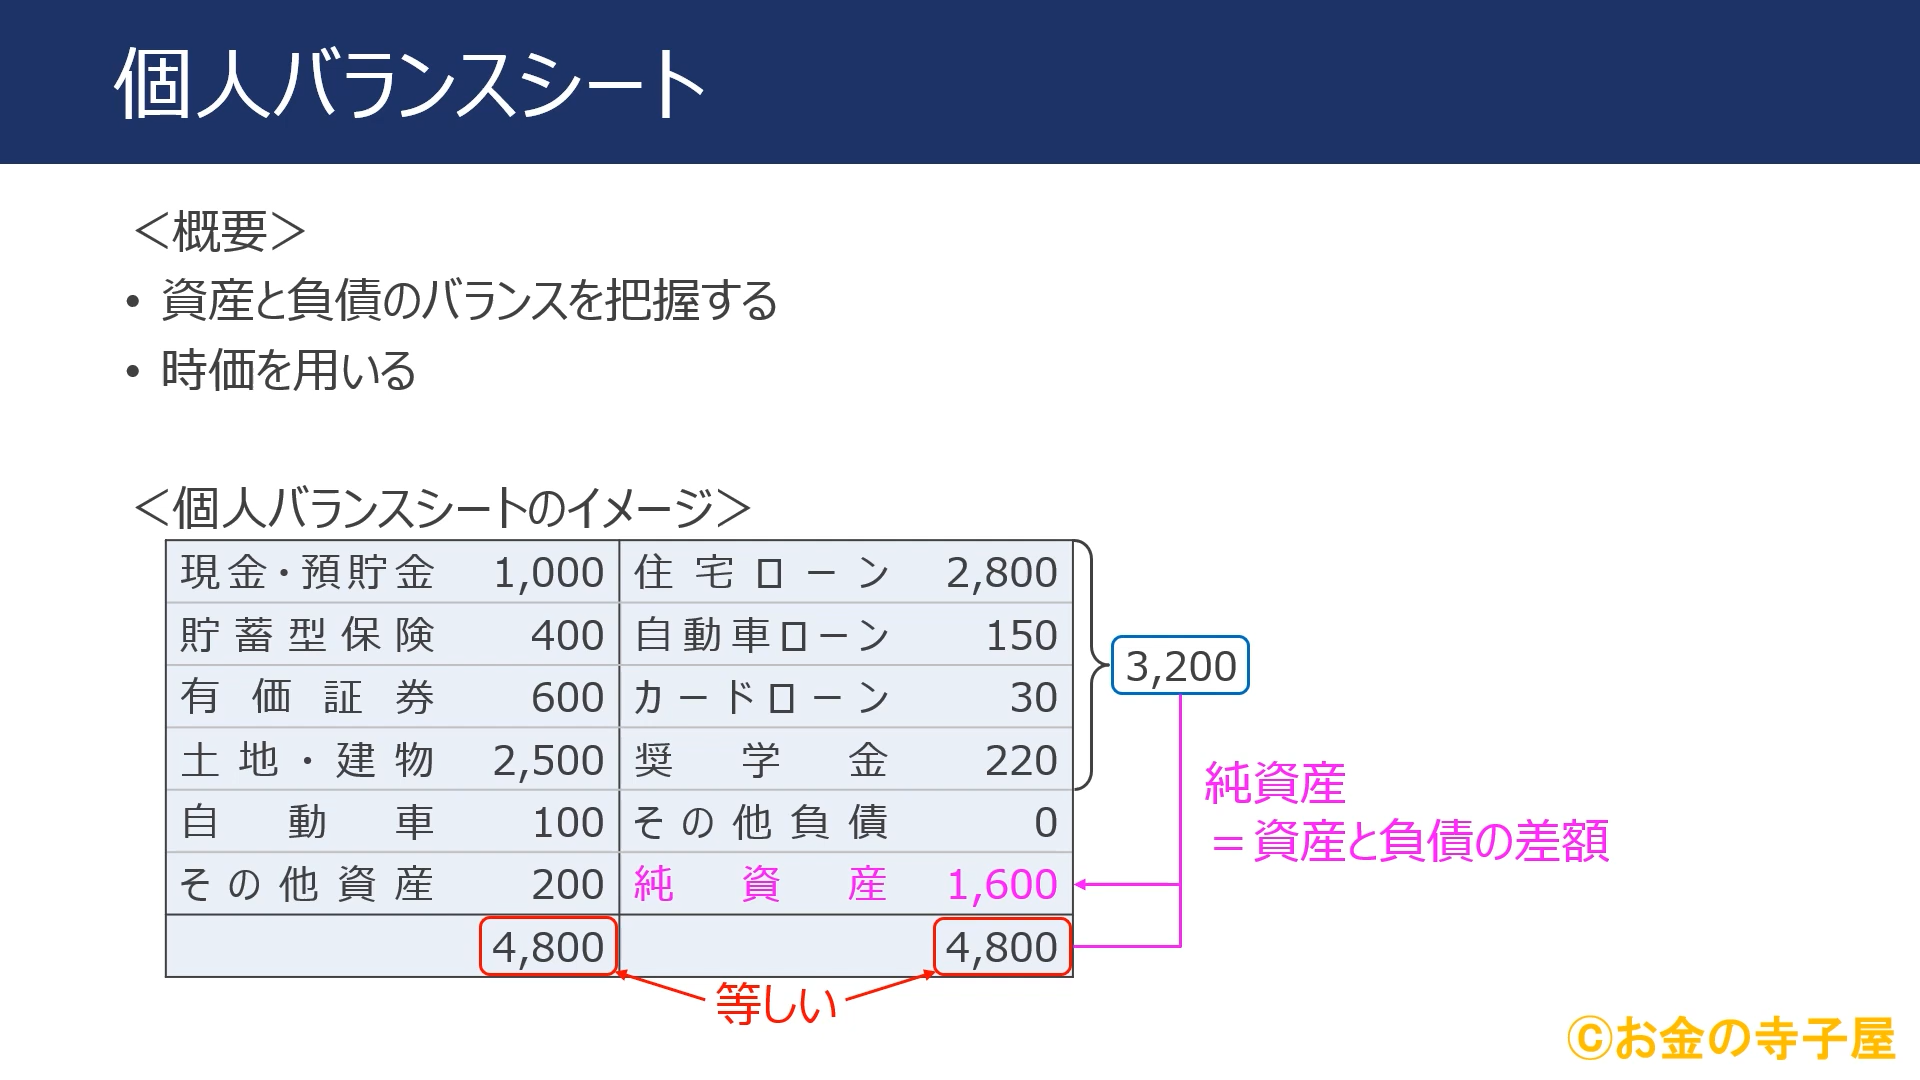 個人バランスシート
＜概要＞
• 資産と負債のバランスを把握する
• 時価を用いる
＜個人バランスシートのイメージ＞
現金・預貯金 1,000 住宅ローン 2,800
貯蓄型保険 400 自動車ローン 150
有価証券 600 カードローン 30
土地・建物 2,500 奨学金 220
自動車 100 その他負債 0
その他資産 200 純資産 1,600
4,800 4,800
3,200
純資産
＝資産と負債の差額
等しい
©お金の寺子屋